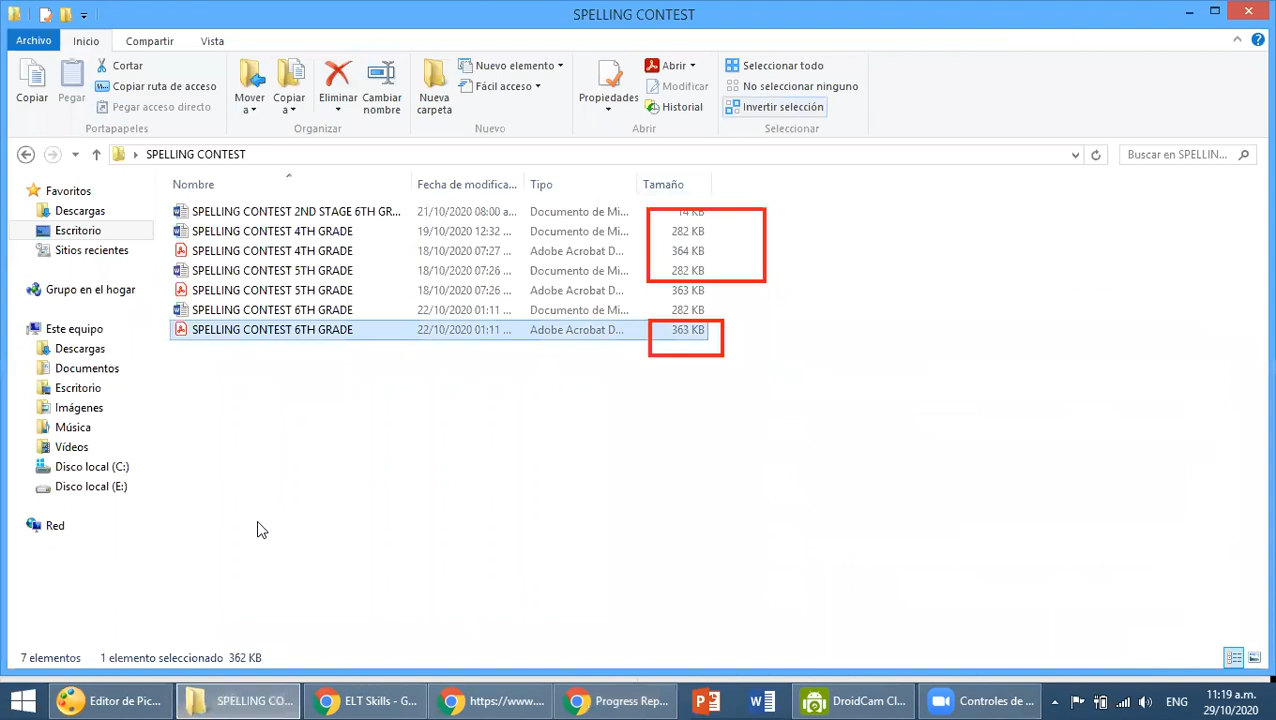 SPELLING CONTEST
Archivo Inicio Compartir Vista
Copiar
Pegar
Cortar
Copiar ruta de acceso
Pegar acceso directo
Portapapeles
Mover a
Copiar a
Eliminar
Cambiar nombre
Organizar
Nueva carpeta
Nuevo elemento
Fácil acceso
Nuevo
Propiedades
Abrir
Modificar
Historial
Abrir
Seleccionar todo
No seleccionar ninguno
Invertir selección
Seleccionar
SPELLING CONTEST
Buscar en SPELLIN...
Nombre Fecha de modifica... Tipo Tamaño
SPELLING CONTEST 2ND STAGE 6TH GR... 21/10/2020 08:00 a... Documento de Mi... 14 KB
SPELLING CONTEST 4TH GRADE 19/10/2020 12:32 ... Documento de Mi... 282 KB
SPELLING CONTEST 4TH GRADE 18/10/2020 07:27 ... Adobe Acrobat D... 364 KB
SPELLING CONTEST 5TH GRADE 18/10/2020 07:26 ... Documento de Mi... 282 KB
SPELLING CONTEST 5TH GRADE 18/10/2020 07:26 ... Adobe Acrobat D... 363 KB
SPELLING CONTEST 6TH GRADE 22/10/2020 01:11 ... Documento de Mi... 282 KB
SPELLING CONTEST 6TH GRADE 22/10/2020 01:11 ... Adobe Acrobat D... 363 KB
Favoritos
Descargas
Escritorio
Sitios recientes
Grupo en el hogar
Este equipo
Descargas
Documentos
Escritorio
Imágenes
Música
Vídeos
Disco local (C:)
Disco local (E:)
Red
7 elementos 1 elemento seleccionado 362 KB
Editor de Pic...
SPELLING CO...
ELT Skills - G...
https://www....
Progress Rep...
DroidCam Cl...
Controles de ...
ENG
11:19 a.m.
29/10/2020